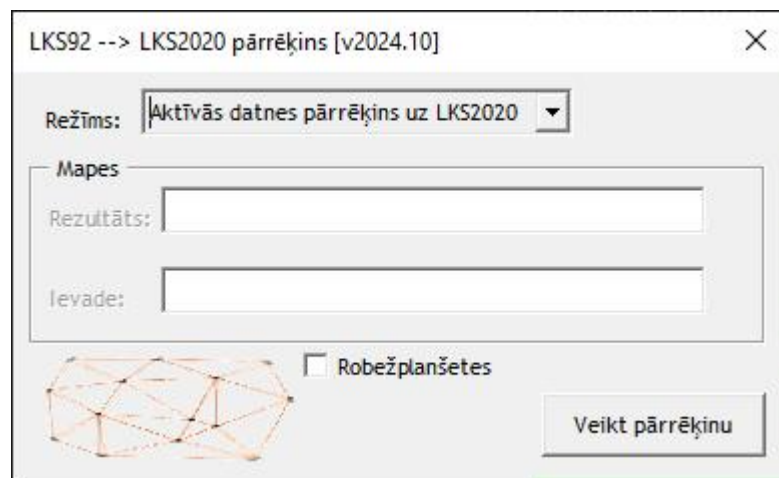 LKS92 --> LKS2020 pārrēķins [v2024.10]
Režīms: Aktīvās datnes pārrēķins uz LKS2020
Mapes
Rezultāts:
Ievade:
Robežplanšetes
Veikt pārrēķinu